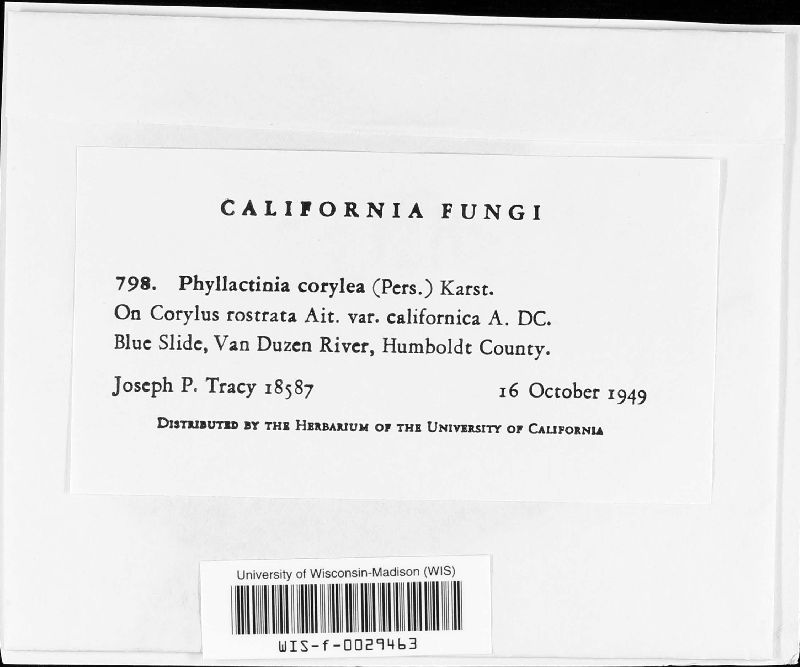 CALIFORNIA FUNGI
798. Phyllactinia corylea (Pers.) Karst.
On Corylus rostrata Ait. var. californica A. DC.
Blue Slide, Van Duzen River, Humboldt County.
Joseph P. Tracy 18587 16 October 1949
DISTRIBUTED BY THE HERBARIUM OF THE UNIVERSITY OF CALIFORNIA
University of Wisconsin-Madison (WIS)
WIS-f-0029463